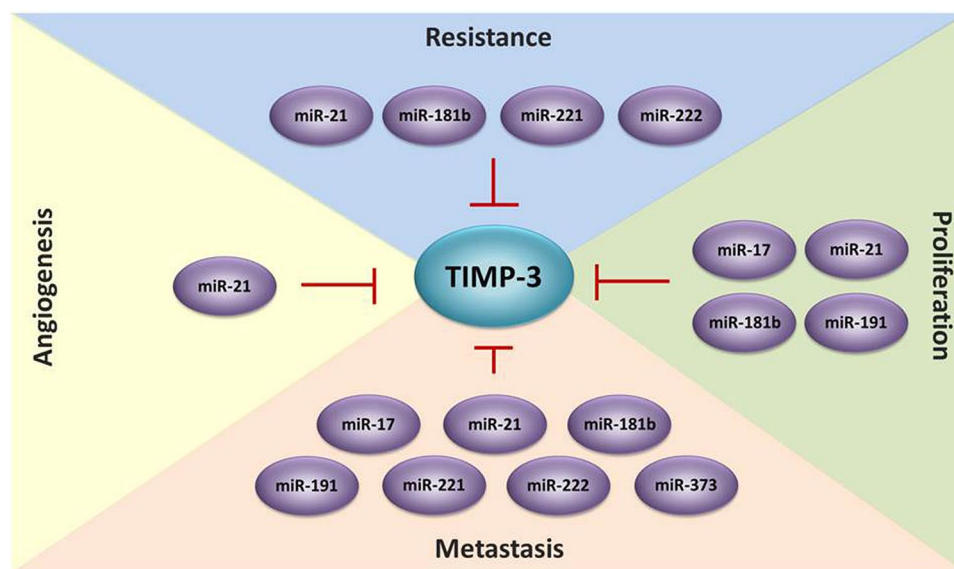 Resistance
miR-21 miR-181b miR-221 miR-222
Angiogenesis
miR-21
TIMP-3
miR-17 miR-21
miR-181b miR-191
Proliferation
miR-17 miR-21 miR-181b
miR-191 miR-221 miR-222 miR-373
Metastasis